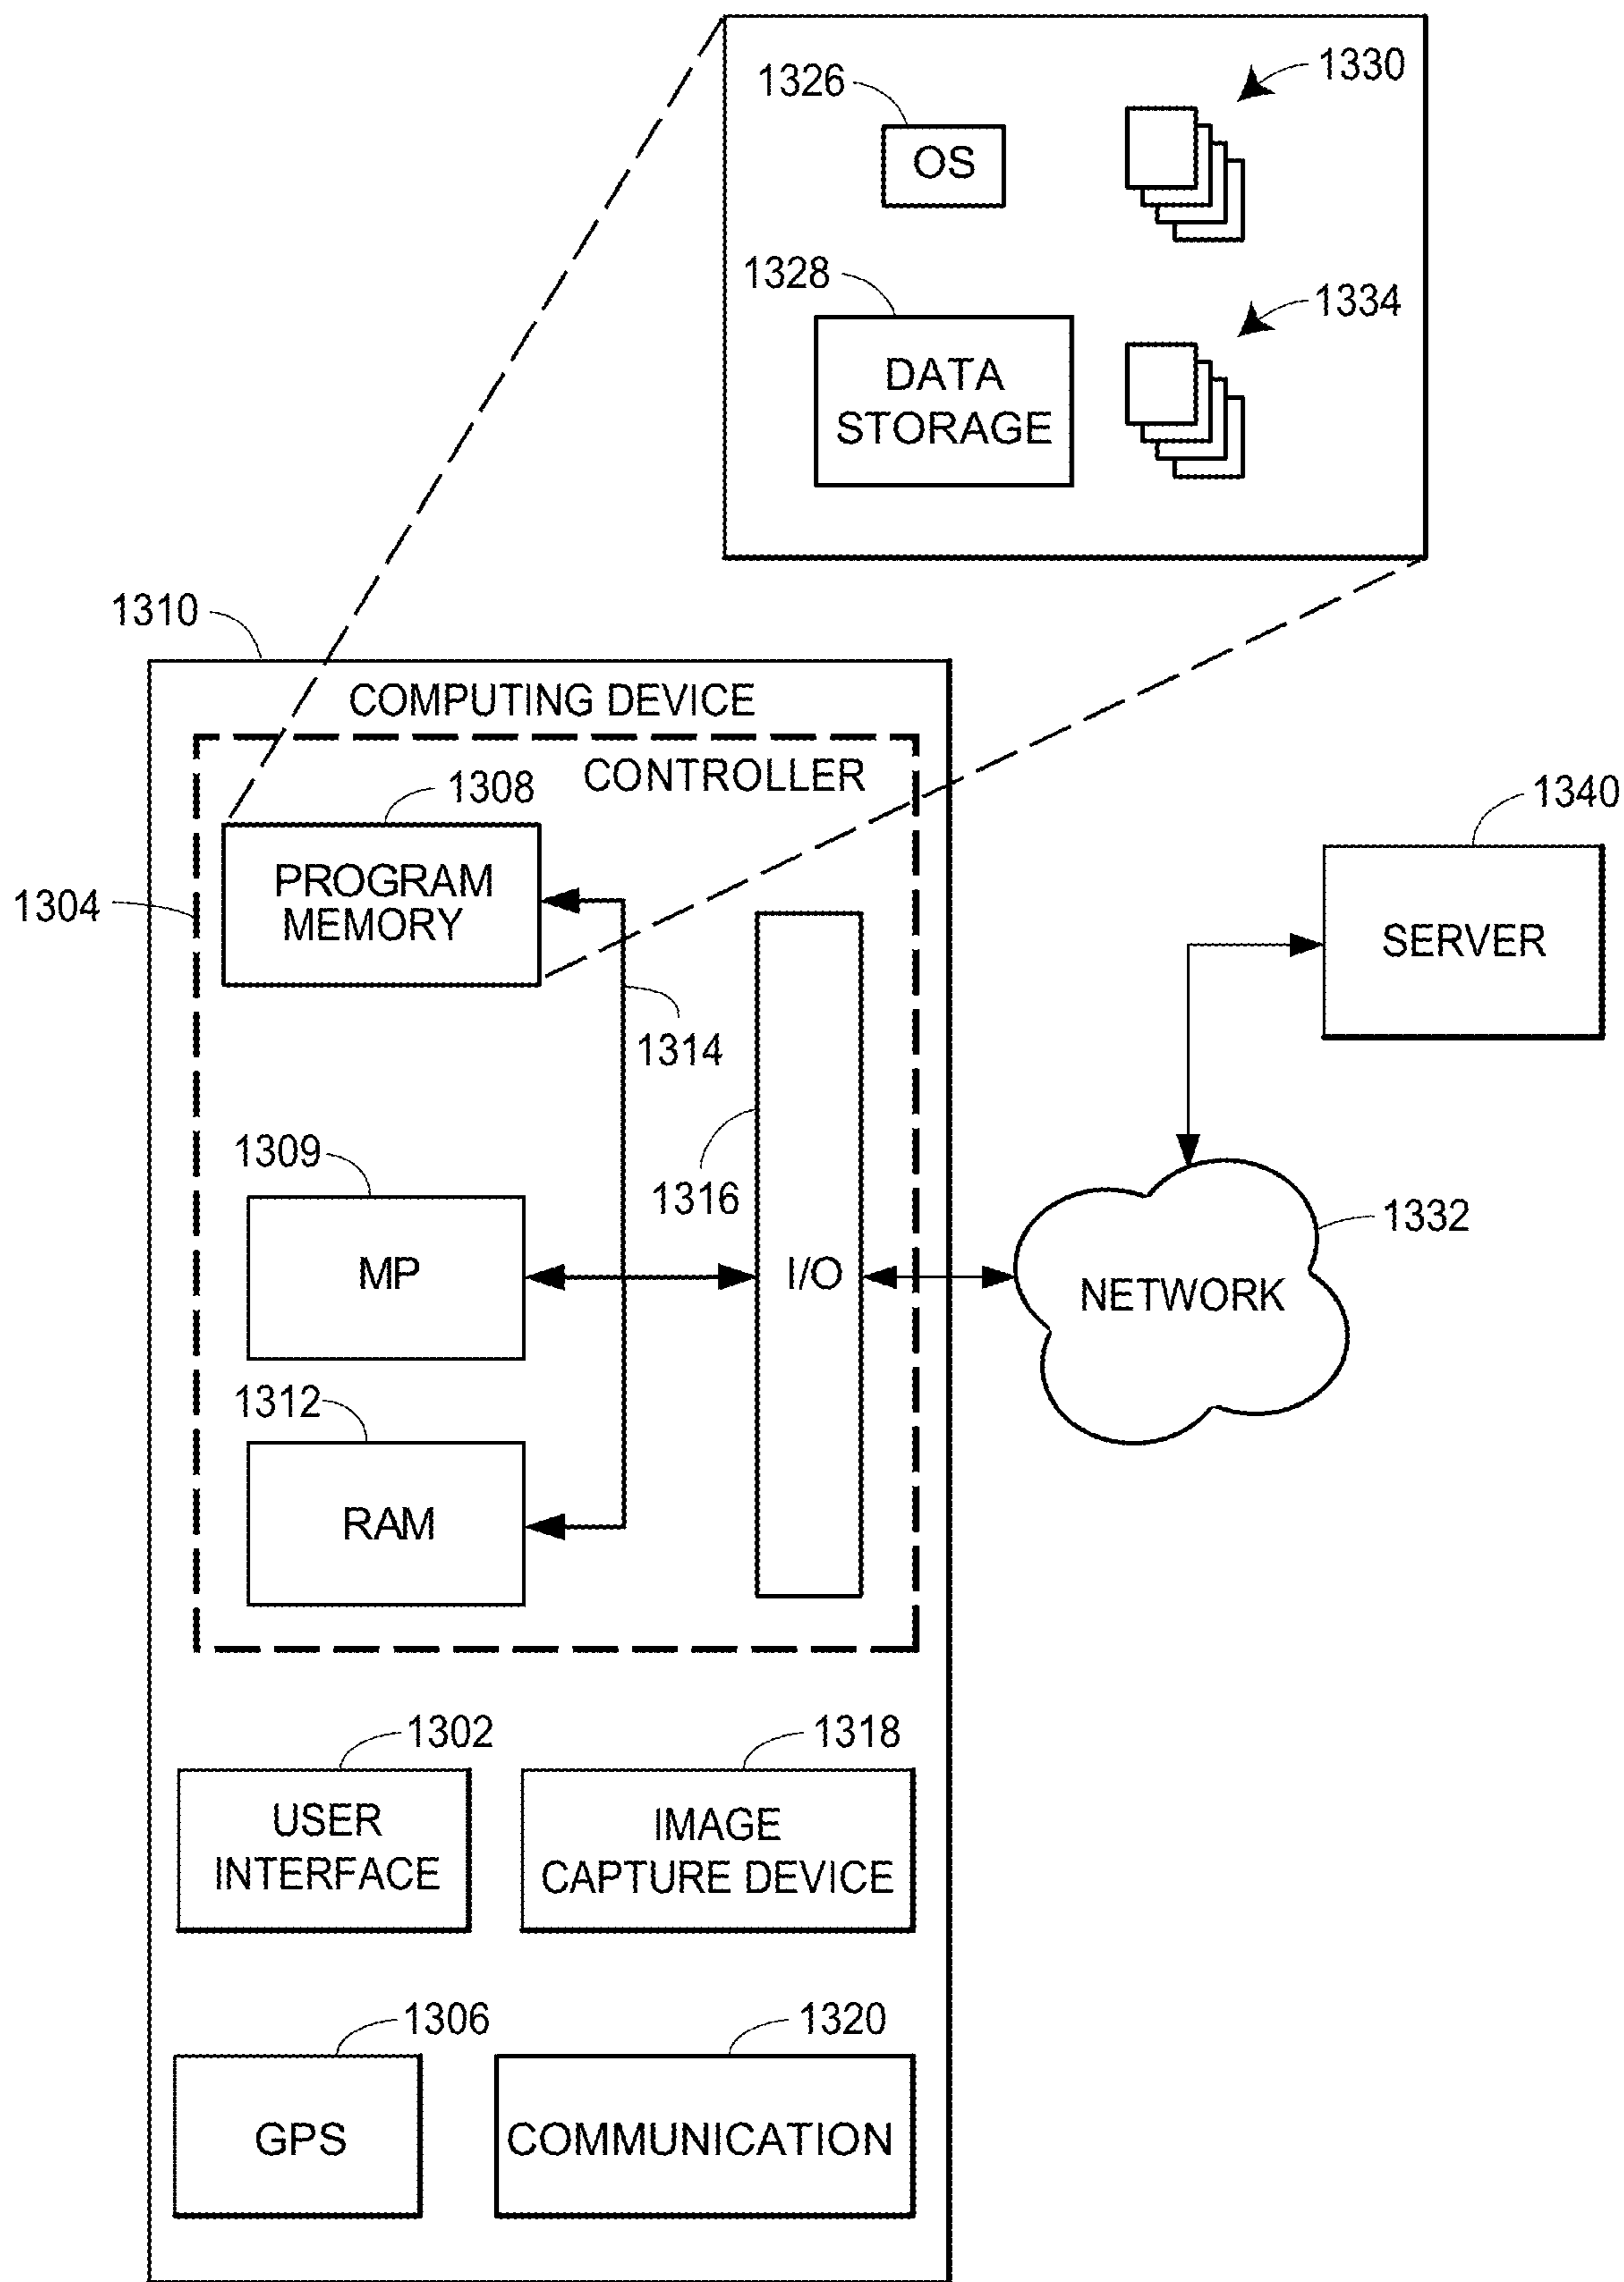 1330
1326
OS
1328
1334
DATA
STORAGE
1310
COMPUTING DEVICE
CONTROLLER
1308
1340
PROGRAM
MEMORY
1304
SERVER
1314
1309
1316
1332
MP
I/O
NETWORK
1312
RAM
1302
1318
USER
INTERFACE
IMAGE
CAPTURE DEVICE
1306
1320
GPS
COMMUNICATION